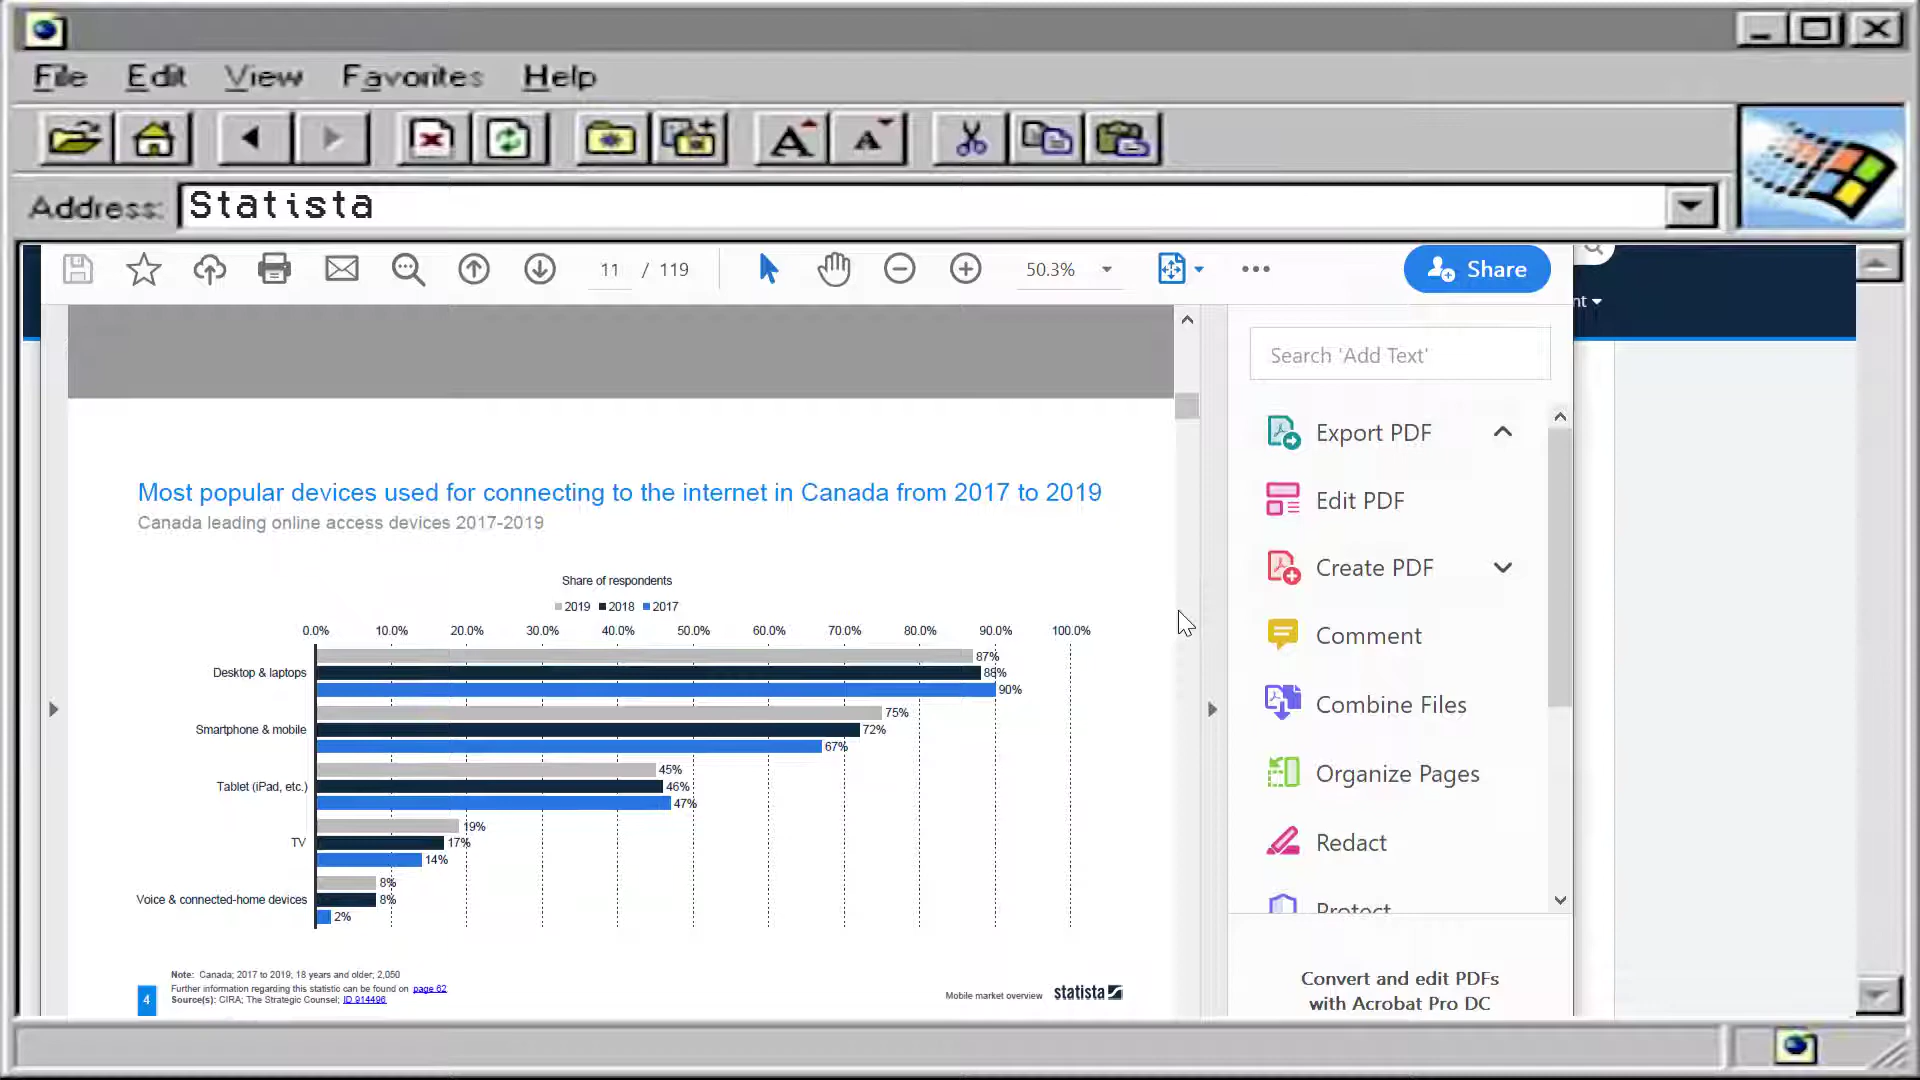 File Edit View Favorites Help
Address: Statista
11 / 119 50.3% Share
nt
Search 'Add Text'
Export PDF
Edit PDF
Create PDF
Comment
Combine Files
Organize Pages
Redact
Protect
Convert and edit PDFs
with Acrobat Pro DC
Most popular devices used for connecting to the internet in Canada from 2017 to 2019
Canada leading online access devices 2017-2019
Share of respondents
2019 2018 2017
0.0% 10.0% 20.0% 30.0% 40.0% 50.0% 60.0% 70.0% 80.0% 90.0% 100.0%
87%
Desktop & laptops 88%
90%
75%
Smartphone & mobile 72%
67%
45%
Tablet (iPad, etc.) 46%
47%
19%
TV 17%
14%
8%
Voice & connected-home devices 8%
2%
Note: Canada; 2017 to 2019; 18 years and older; 2,050
Further information regarding this statistic can be found on page 62
Source(s): CIRA; The Strategic Counsel; ID 914496
4
Mobile market overview statista